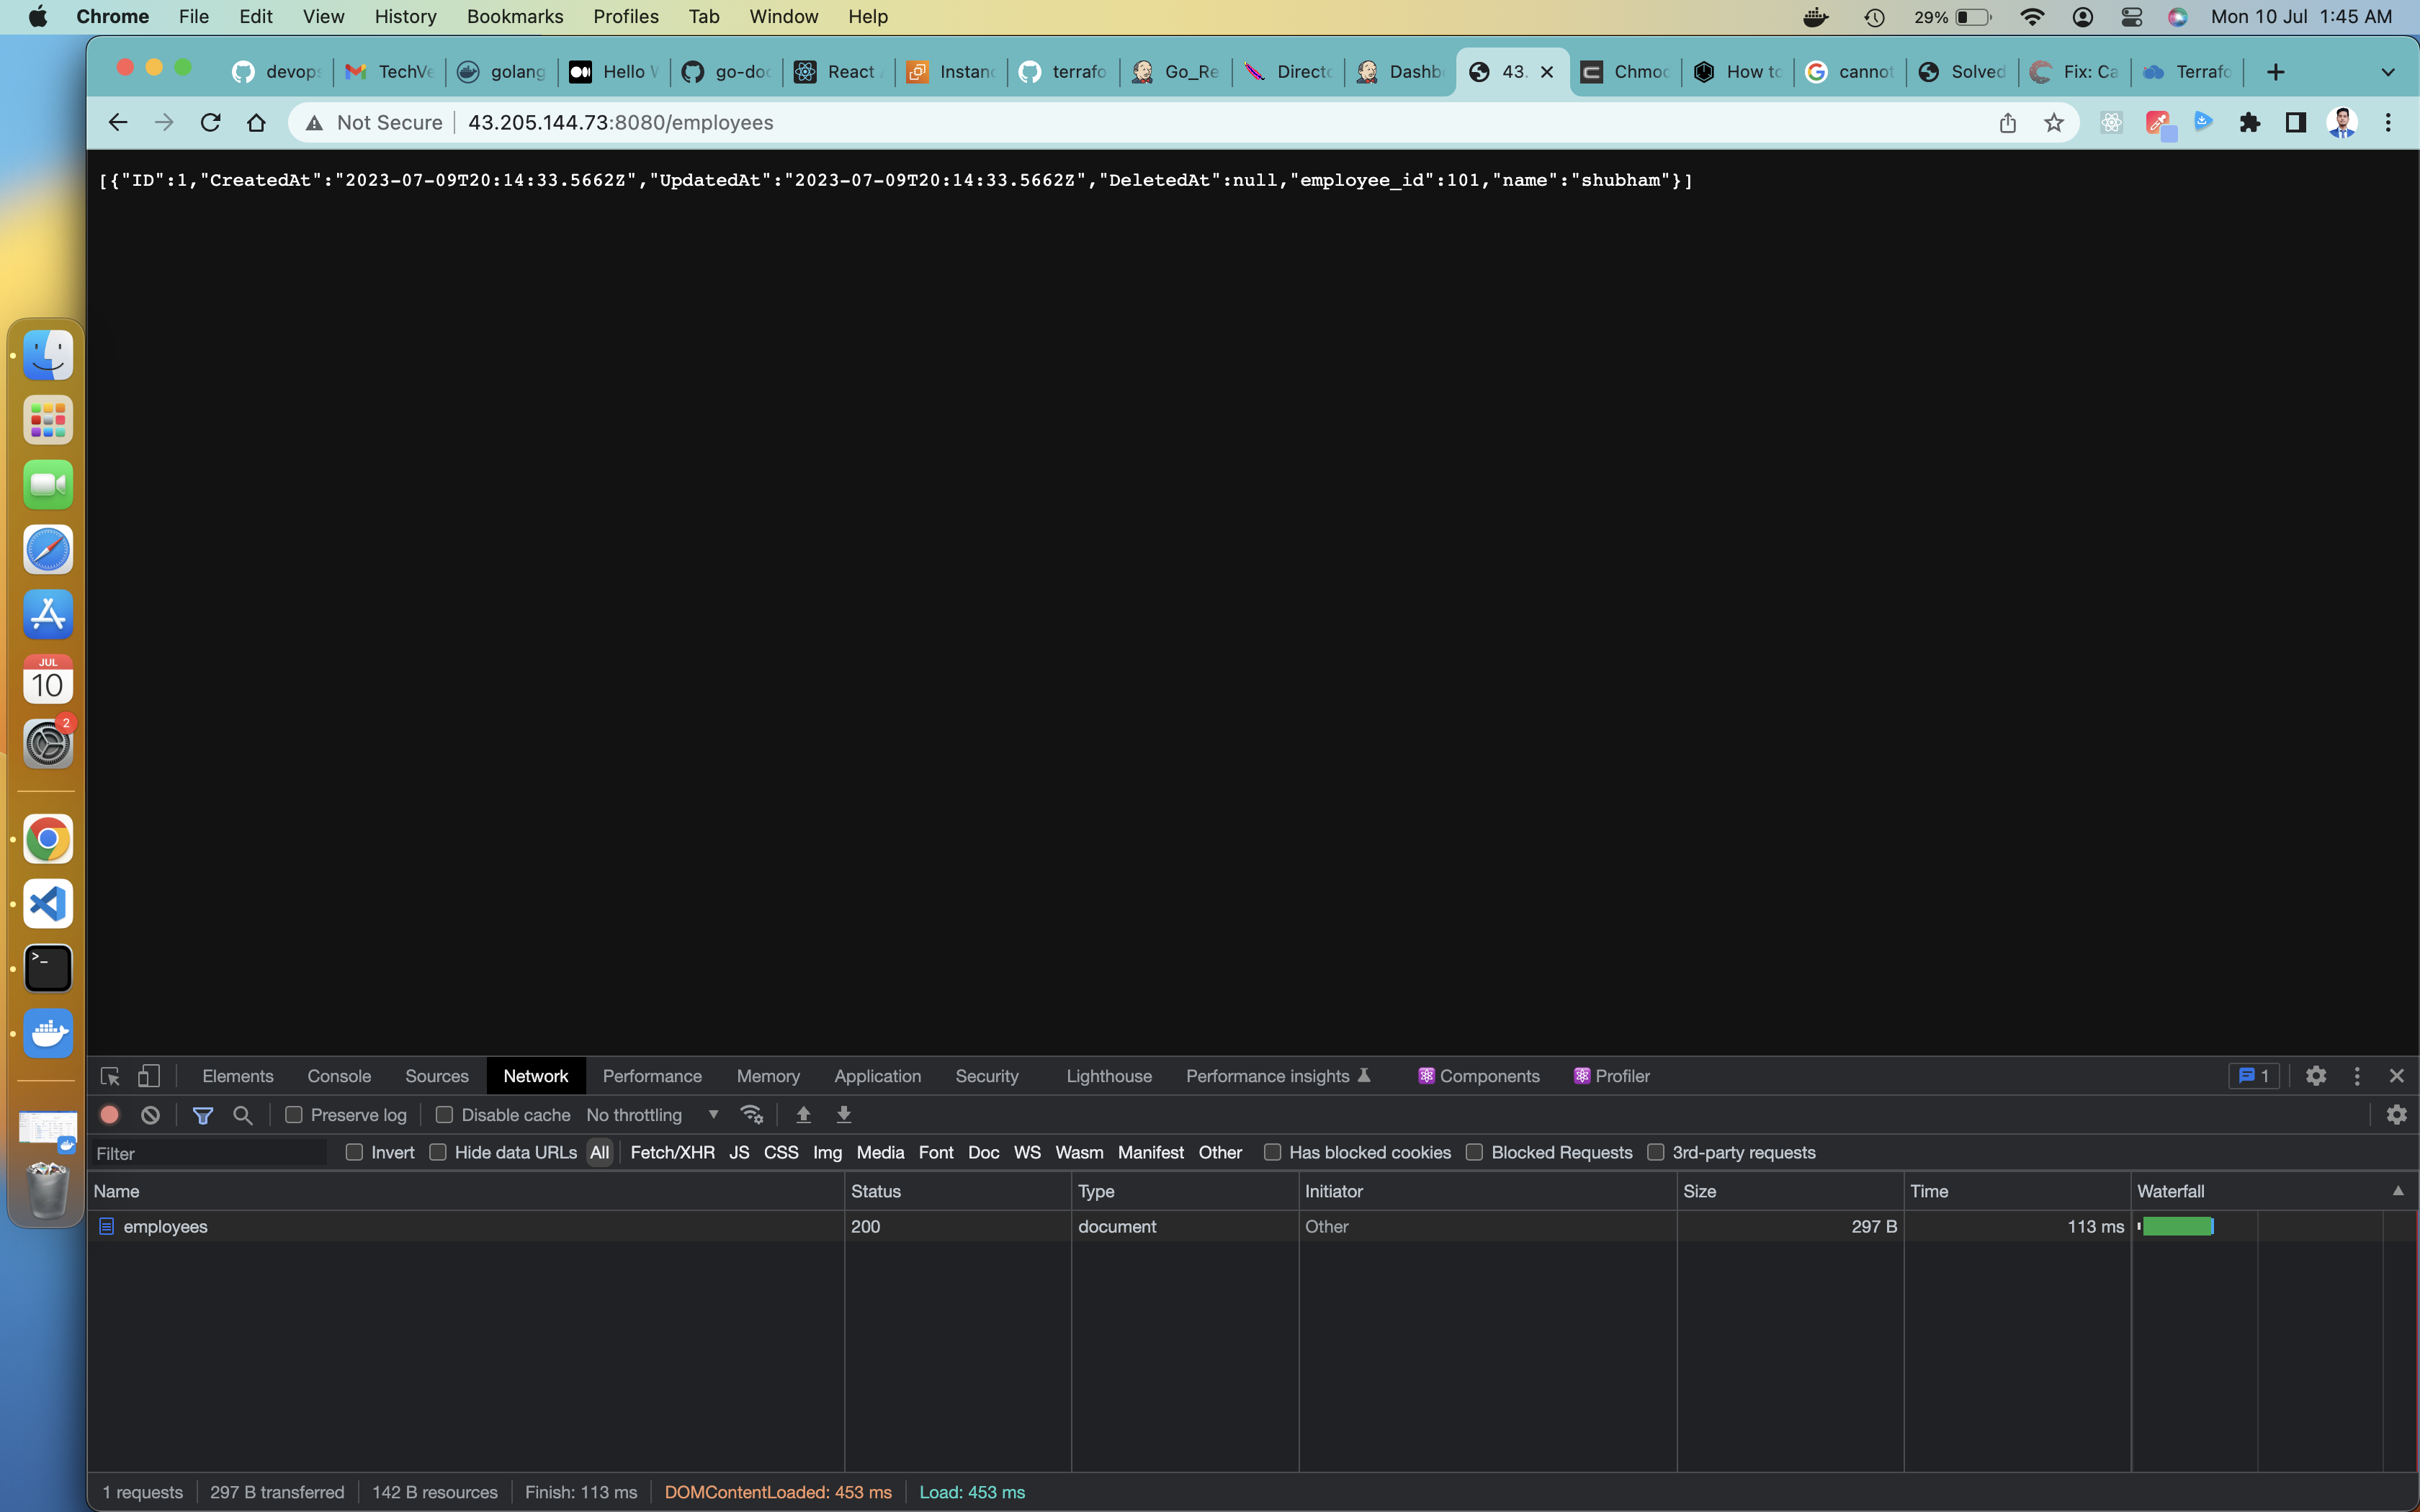 Chrome File Edit View History Bookmarks Profiles Tab Window Help 29% Mon 10 Jul 1:45 AM
devops TechVe golang Hello go-doc React Instanc terrafo Go_Re Directo Dashb 43. Chmod How to cannot Solved Fix: Ca Terrafo
Not Secure 43.205.144.73:8080/employees
[{"ID":1,"CreatedAt":"2023-07-09T20:14:33.5662Z","UpdatedAt":"2023-07-09T20:14:33.5662Z","DeletedAt":null,"employee_id":101,"name":"shubham"}]
JUL
10
2
Elements Console Sources Network Performance Memory Application Security Lighthouse Performance insights Components Profiler 1
Preserve log Disable cache No throttling
Filter Invert Hide data URLs All Fetch/XHR JS CSS Img Media Font Doc WS Wasm Manifest Other Has blocked cookies Blocked Requests 3rd-party requests
Name Status Type Initiator Size Time Waterfall
employees 200 document Other 297 B 113 ms
1 requests 297 B transferred 142 B resources Finish: 113 ms DOMContentLoaded: 453 ms Load: 453 ms